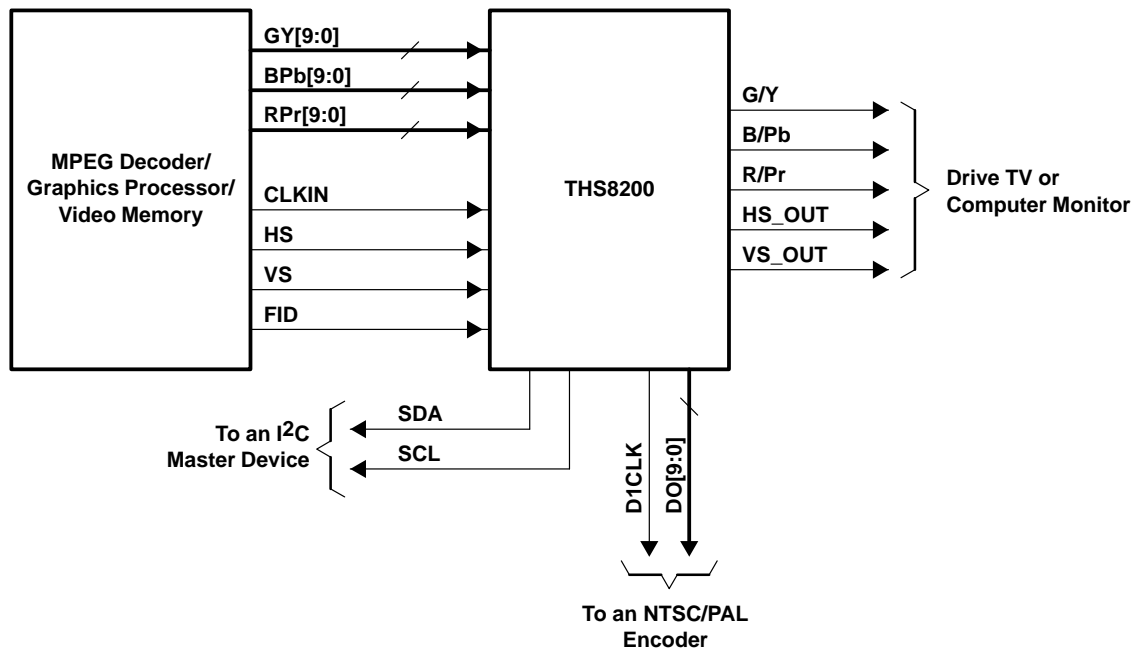 GY[9:0]
BPb[9:0]
RPr[9:0]
MPEG Decoder/
Graphics Processor/
Video Memory
CLKIN
HS
VS
FID
THS8200
G/Y
B/Pb
R/Pr
HS_OUT
VS_OUT
Drive TV or
Computer Monitor
To an I2C
Master Device
SDA
SCL
D1CLK
DO[9:0]
To an NTSC/PAL
Encoder